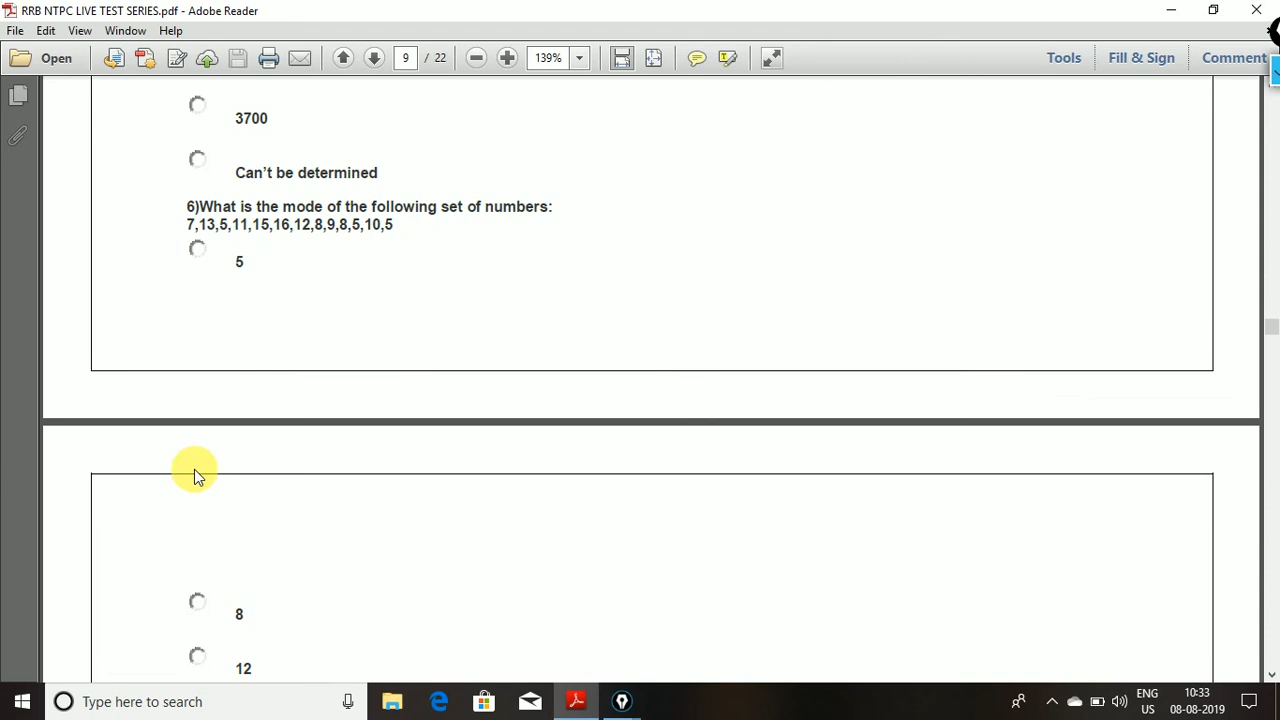 RRB NTPC LIVE TEST SERIES.pdf - Adobe Reader
File Edit View Window Help
Open 9 / 22 139% Tools Fill & Sign Comment
3700
Can't be determined
6)What is the mode of the following set of numbers:
7,13,5,11,15,16,12,8,9,8,5,10,5
5
8
12
Type here to search
ENG 10:33
US 08-08-2019